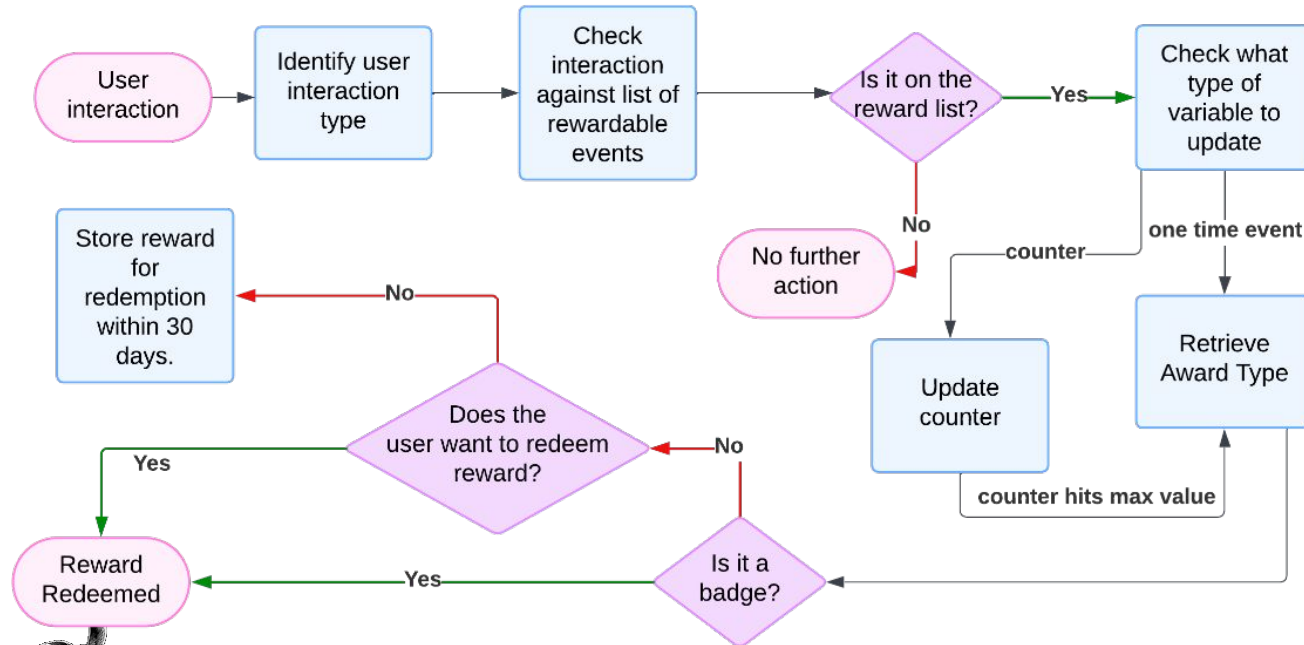 User
interaction
Identify user
interaction
type
Check
interaction
against list of
rewardable
events
Is it on the
reward list?
Yes
Check what
type of
variable to
update
No
No further
action
counter
one time event
Update
counter
Retrieve
Award Type
counter hits max value
Store reward
for
redemption
within 30
days.
No
Does the
user want to redeem
reward?
Yes
No
Is it a
badge?
Yes
Reward
Redeemed